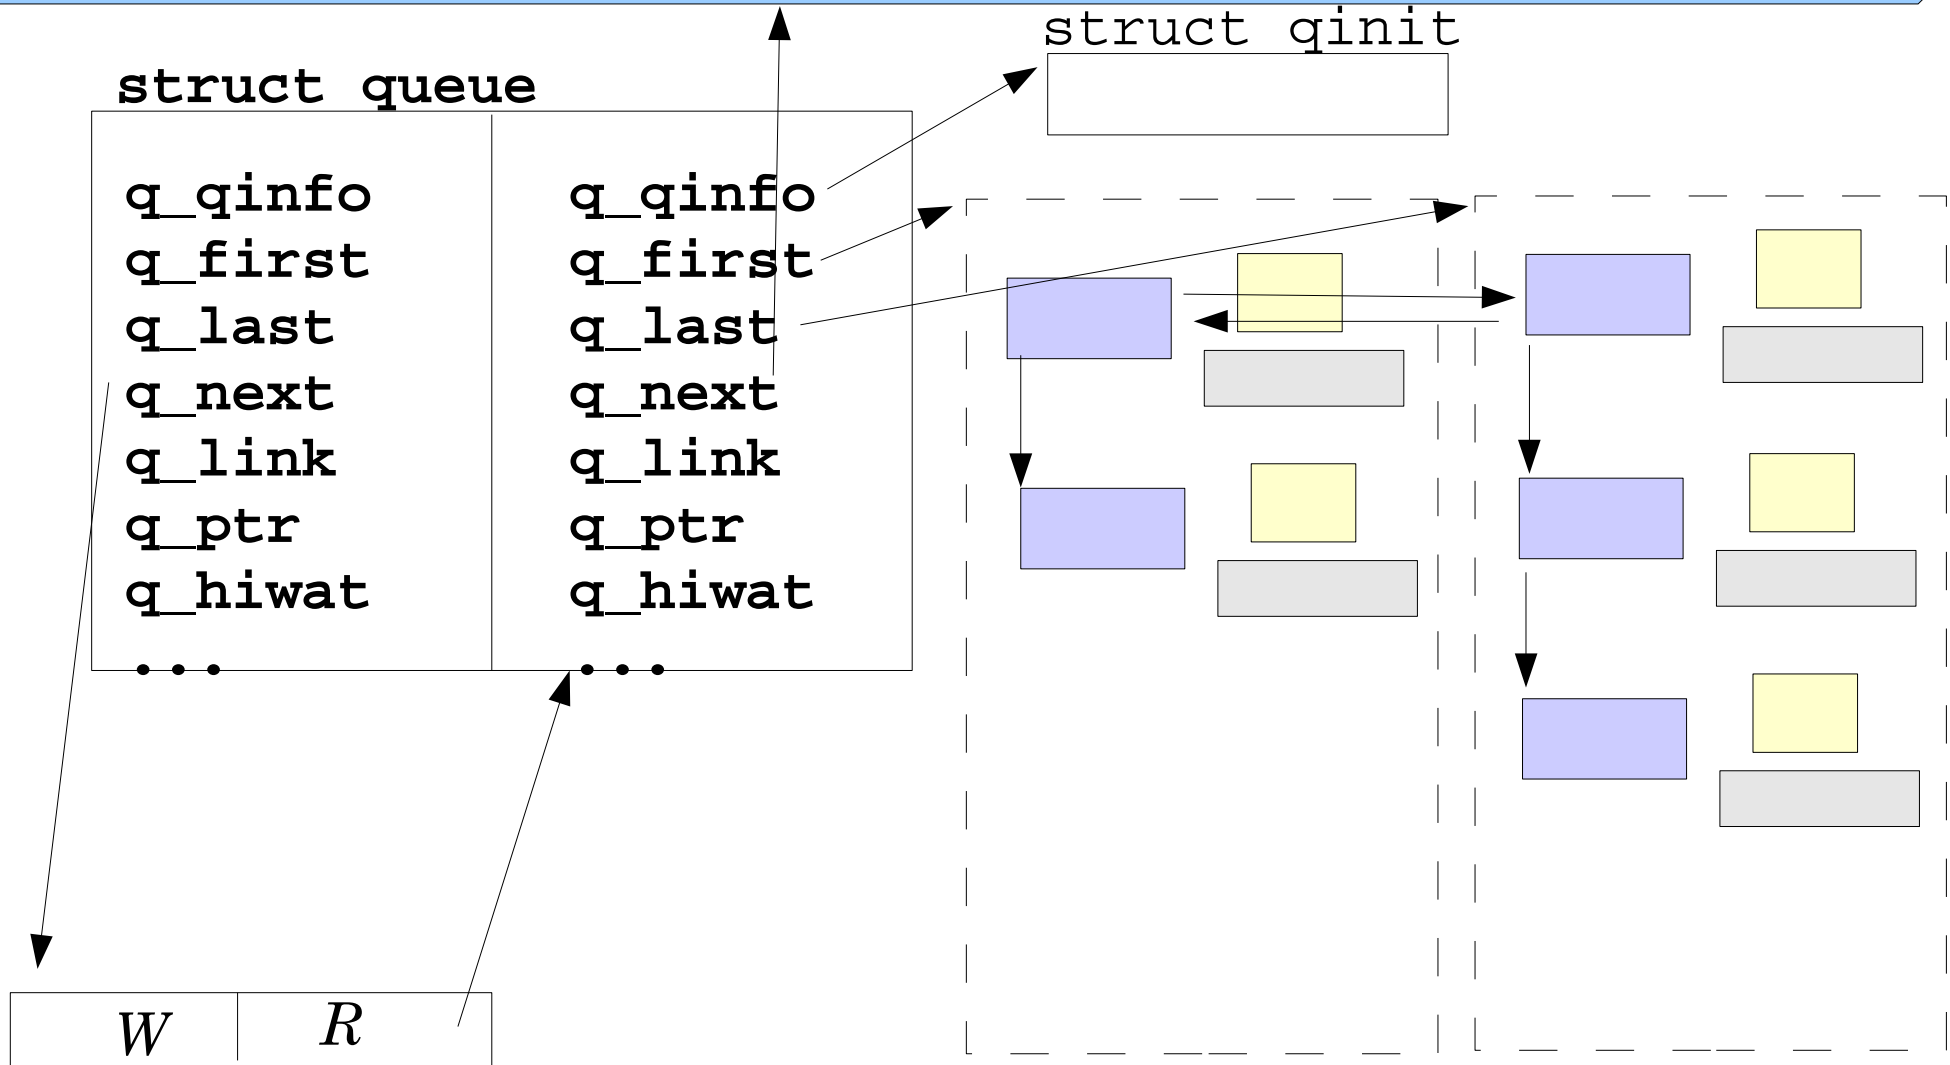 struct qinit
struct queue
q_qinfo q_qinfo
q_first q_first
q_last q_last
q_next q_next
q_link q_link
q_ptr q_ptr
q_hiwat q_hiwat
... ...
W R